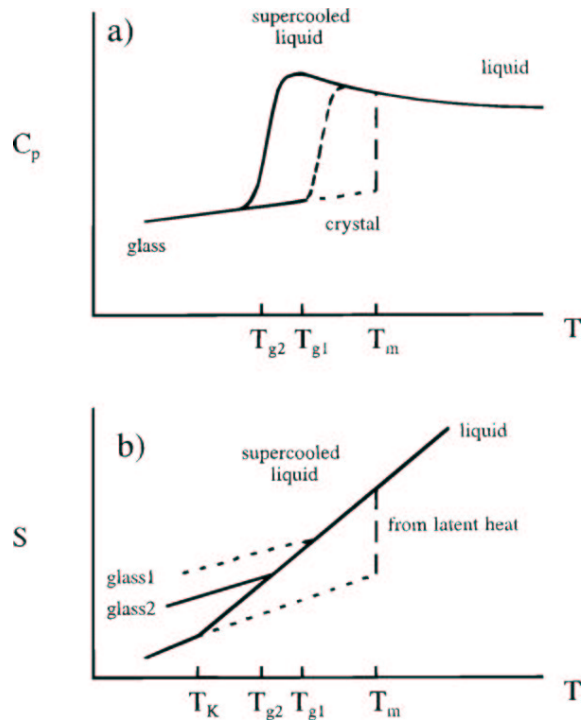 a)
supercooled
liquid
liquid
C_p
glass
crystal
T_g2 T_g1 T_m T
b)
supercooled
liquid
liquid
S
from latent heat
glass1
glass2
T_K T_g2 T_g1 T_m T